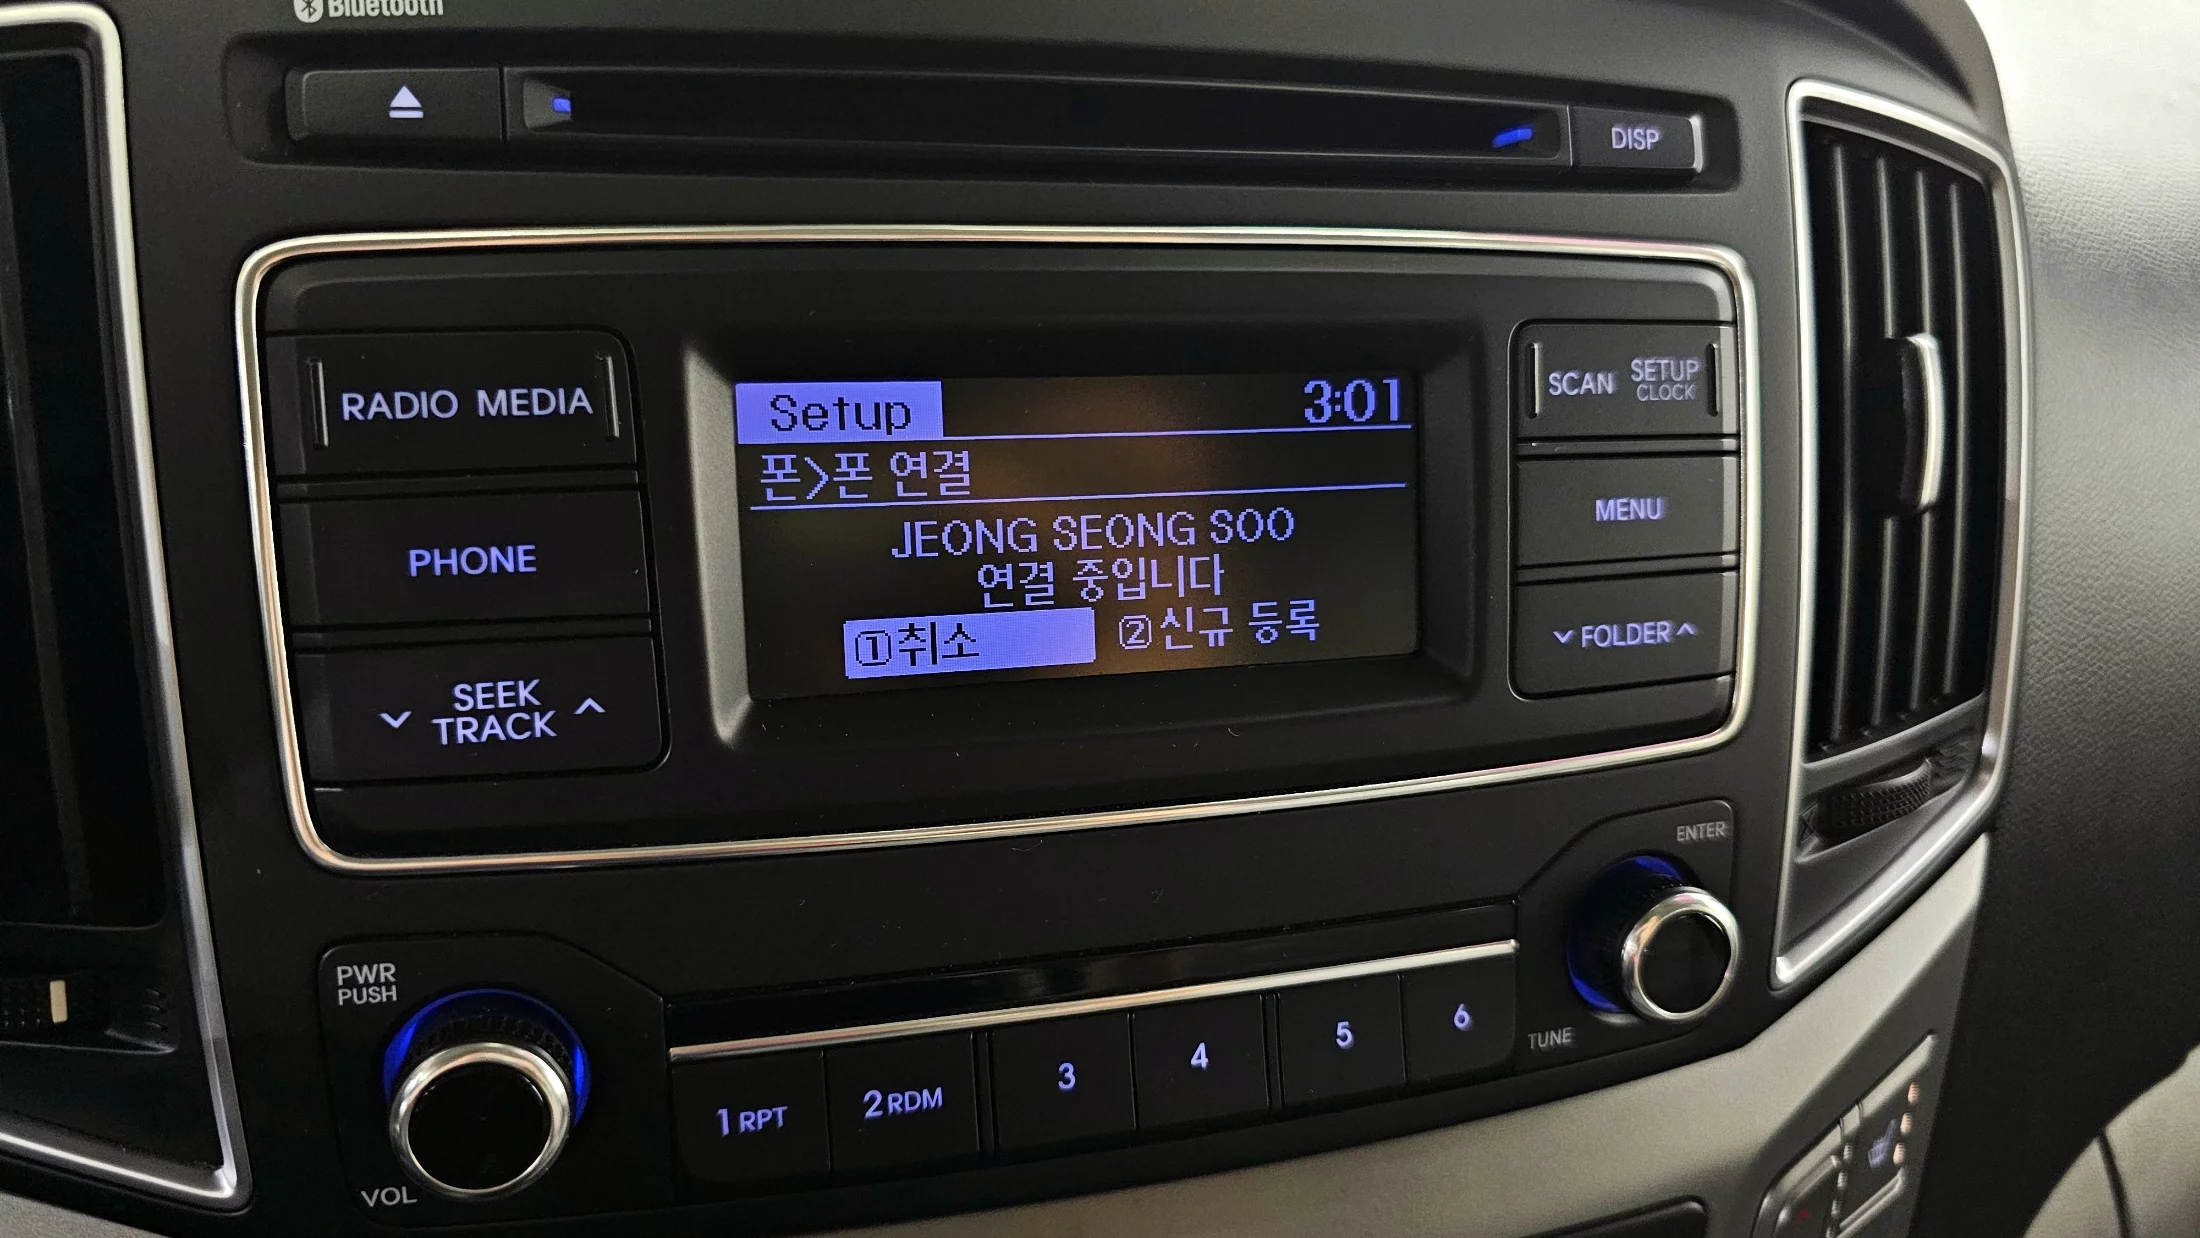 Bluetooth
DISP
RADIO MEDIA
PHONE
SEEK
TRACK
Setup 3:01
폰>폰 연결
JEONG SEONG SOO
연결 중입니다
①취소 ②신규 등록
SCAN SETUP
CLOCK
MENU
FOLDER
PWR
PUSH
VOL
1 RPT 2 RDM 3 4 5 6
ENTER
TUNE